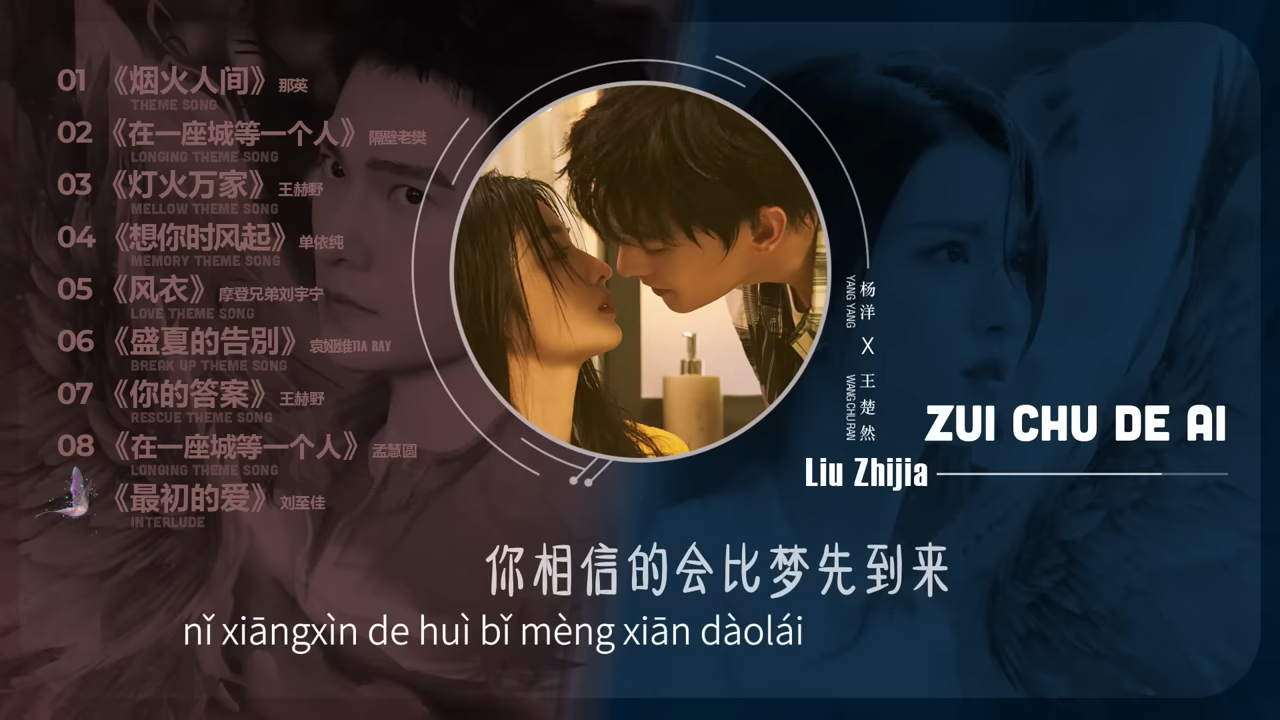 01 《烟火人间》 那英
THEME SONG
02 《在一座城等一个人》 隔壁老樊
LONGING THEME SONG
03 《灯火万家》 王赫野
MELLOW THEME SONG
04 《想你时风起》 单依纯
MEMORY THEME SONG
05 《风衣》 摩登兄弟刘宇宁
LOVE THEME SONG
06 《盛夏的告别》 袁娅维TIA RAY
BREAK UP THEME SONG
07 《你的答案》 王赫野
RESCUE THEME SONG
08 《在一座城等一个人》 孟慧圆
LONGING THEME SONG
《最初的爱》 刘至佳
INTERLUDE
杨洋 X 王楚然
YANG YANG WANG CHU RAN
ZUI CHU DE AI
Liu Zhijia
你相信的会比梦先到来
nǐ xiāngxìn de huì bǐ mèng xiān dàolái